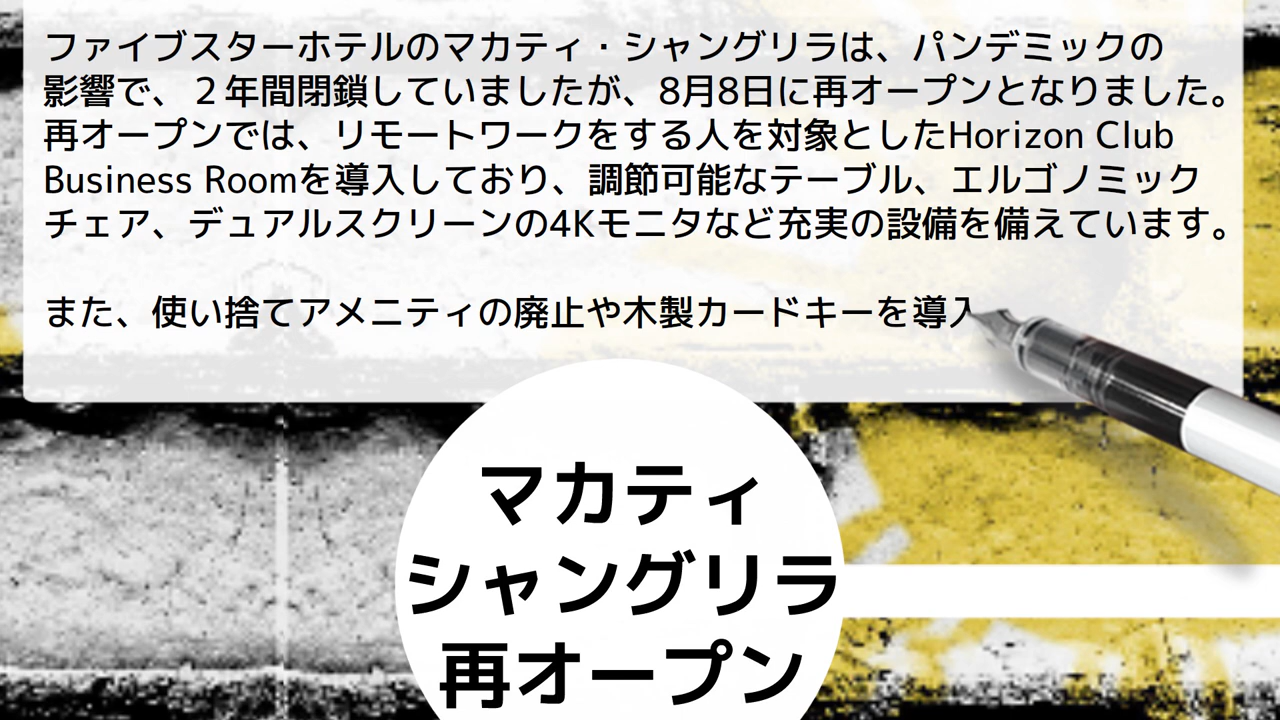 ファイブスターホテルのマカティ・シャングリラは、パンデミックの
影響で、２年間閉鎖していましたが、8月8日に再オープンとなりました。
再オープンでは、リモートワークをする人を対象としたHorizon Club
Business Roomを導入しており、調節可能なテーブル、エルゴノミック
チェア、デュアルスクリーンの4Kモニタなど充実の設備を備えています。
また、使い捨てアメニティの廃止や木製カードキーを導入
マカティ
シャングリラ
再オープン